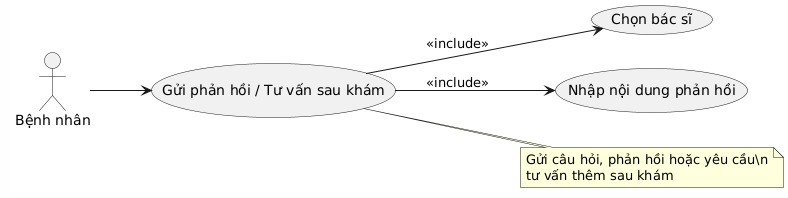 Chọn bác sĩ
«include»
Gửi phản hồi / Tư vấn sau khám
«include»
Nhập nội dung phản hồi
Bệnh nhân
Gửi câu hỏi, phản hồi hoặc yêu cầu\n
tư vấn thêm sau khám